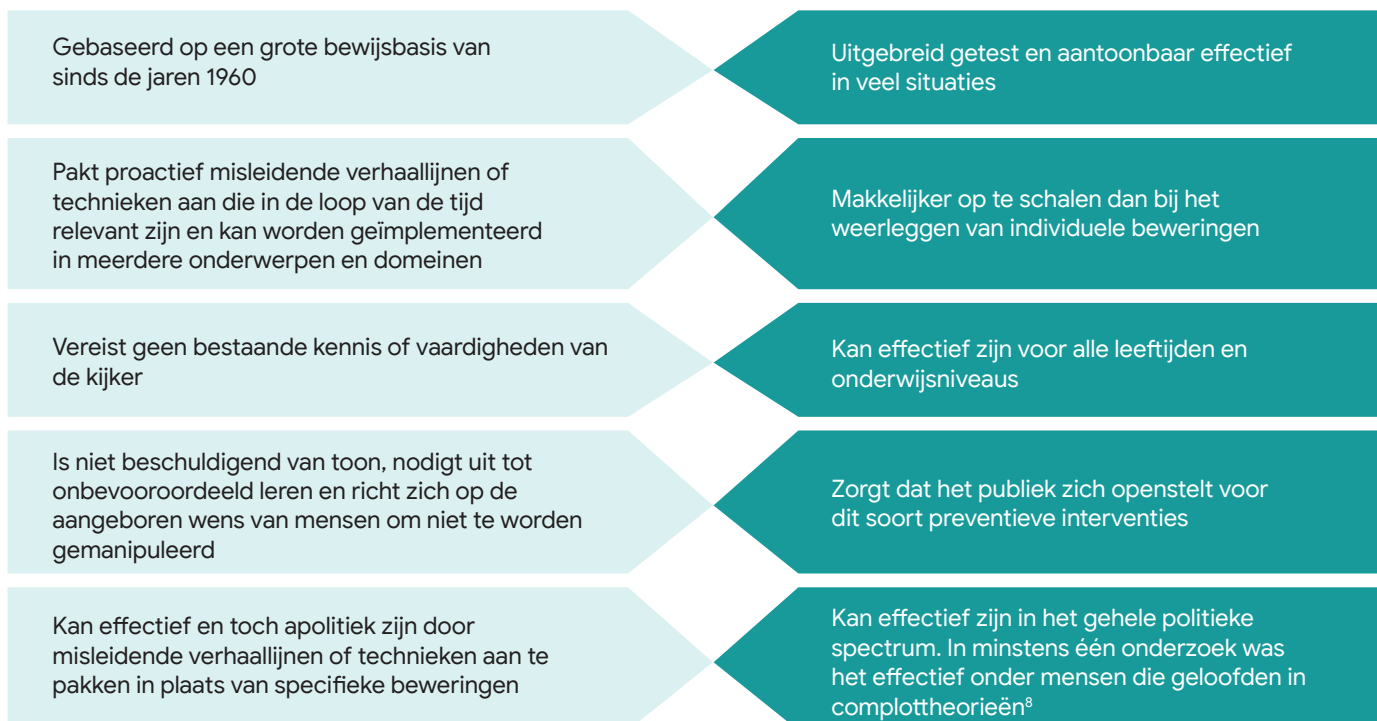 Gebaseerd op een grote bewijsbasis van
sinds de jaren 1960
Uitgebreid getest en aantoonbaar effectief
in veel situaties
Pakt proactief misleidende verhaallijnen of
technieken aan die in de loop van de tijd
relevant zijn en kan worden geïmplementeerd
in meerdere onderwerpen en domeinen
Makkelijker op te schalen dan bij het
weerleggen van individuele beweringen
Vereist geen bestaande kennis of vaardigheden van
de kijker
Kan effectief zijn voor alle leeftijden en
onderwijsniveaus
Is niet beschuldigend van toon, nodigt uit tot
onbevooroordeeld leren en richt zich op de
aangeboren wens van mensen om niet te worden
gemanipuleerd
Zorgt dat het publiek zich openstelt voor
dit soort preventieve interventies
Kan effectief en toch apolitiek zijn door
misleidende verhaallijnen of technieken aan te
pakken in plaats van specifieke beweringen
Kan effectief zijn in het gehele politieke
spectrum. In minstens één onderzoek was
het effectief onder mensen die geloofden in
complottheorieën⁸